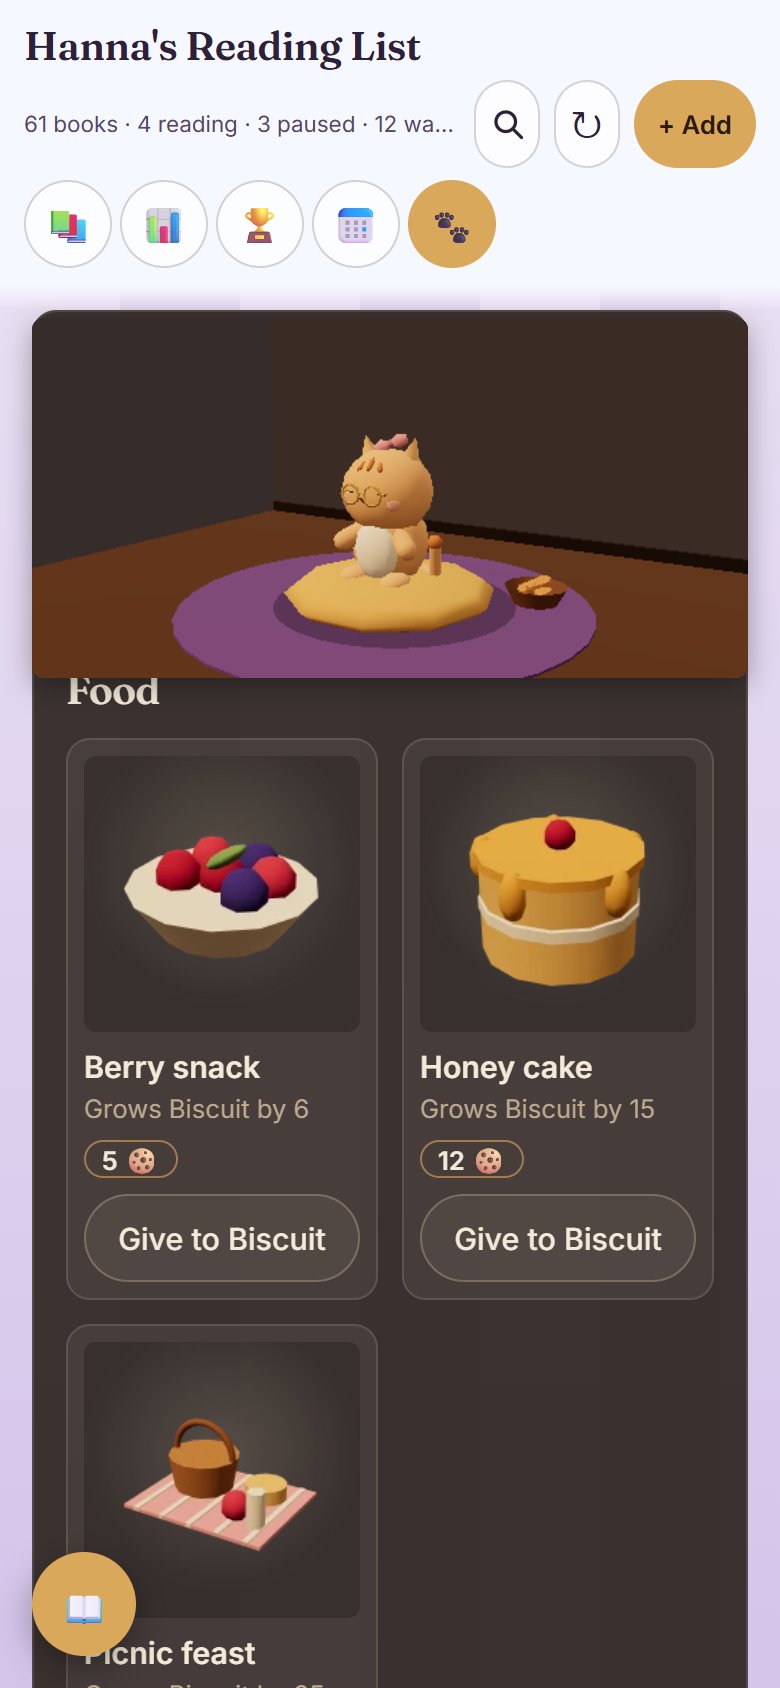 Hanna's Reading List
61 books · 4 reading · 3 paused · 12 wa...
+ Add
Food
Berry snack
Grows Biscuit by 6
5
Give to Biscuit
Honey cake
Grows Biscuit by 15
12
Give to Biscuit
Picnic feast